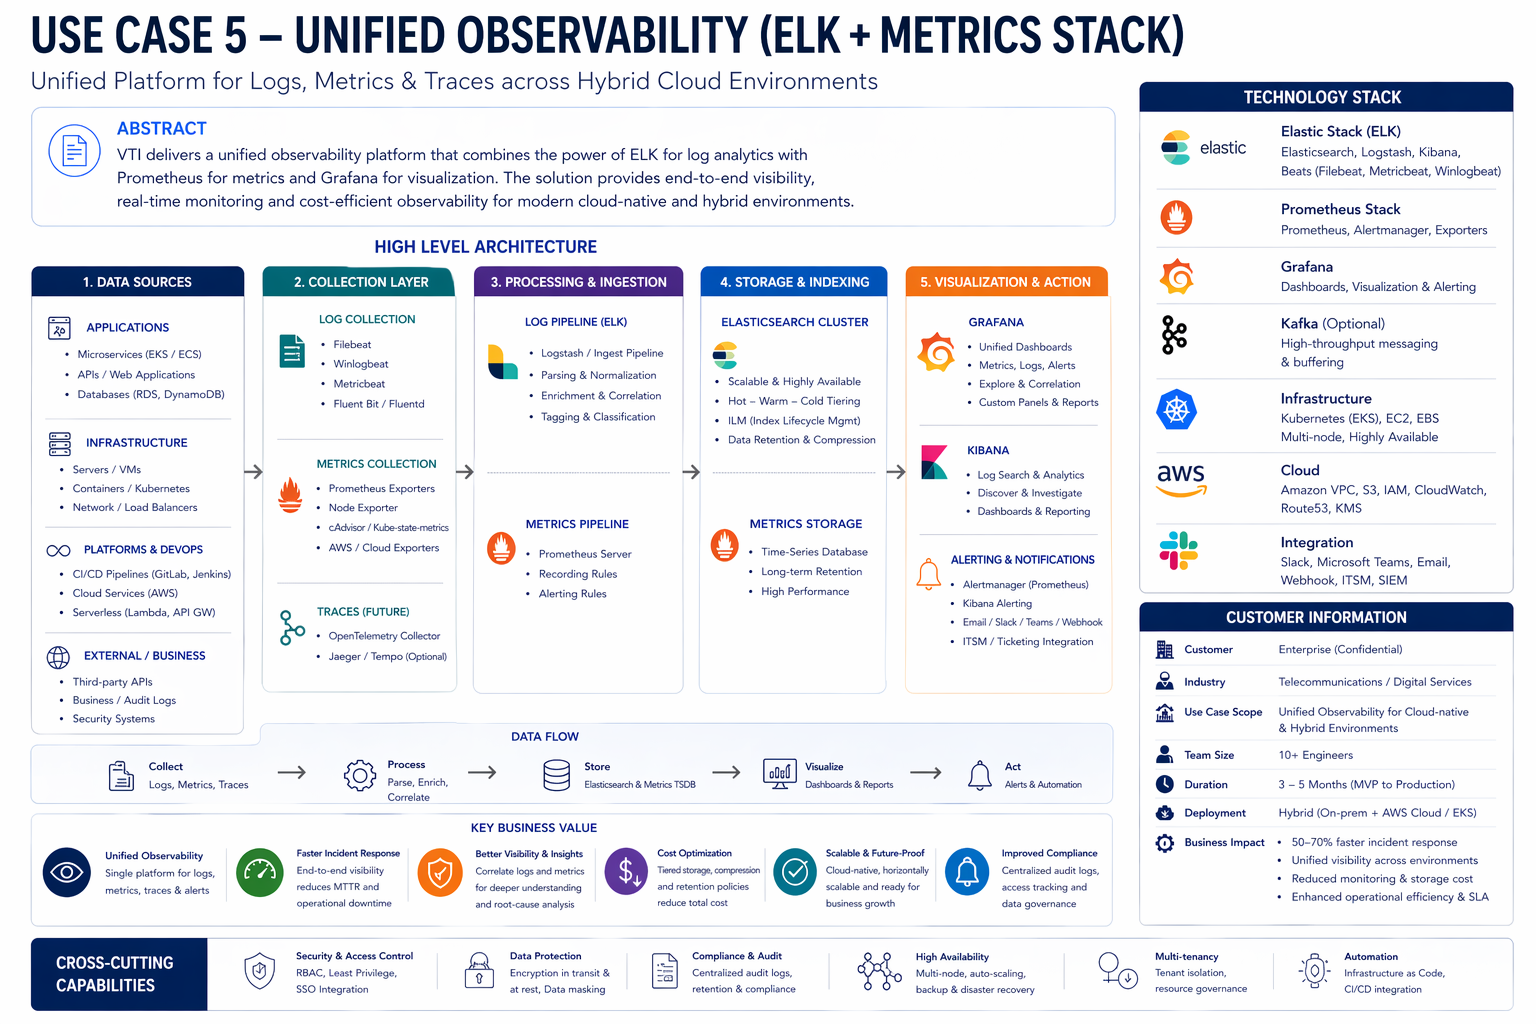 USE CASE 5 – UNIFIED OBSERVABILITY (ELK + METRICS STACK)
Unified Platform for Logs, Metrics & Traces across Hybrid Cloud Environments
ABSTRACT
VTI delivers a unified observability platform that combines the power of ELK for log analytics with
Prometheus for metrics and Grafana for visualization. The solution provides end-to-end visibility,
real-time monitoring and cost-efficient observability for modern cloud-native and hybrid environments.
HIGH LEVEL ARCHITECTURE
1. DATA SOURCES
APPLICATIONS
• Microservices (EKS / ECS)
• APIs / Web Applications
• Databases (RDS, DynamoDB)
INFRASTRUCTURE
• Servers / VMs
• Containers / Kubernetes
• Network / Load Balancers
PLATFORMS & DEVOPS
• CI/CD Pipelines (GitLab, Jenkins)
• Cloud Services (AWS)
• Serverless (Lambda, API GW)
EXTERNAL / BUSINESS
• Third-party APIs
• Business / Audit Logs
• Security Systems
2. COLLECTION LAYER
LOG COLLECTION
• Filebeat
• Winlogbeat
• Metricbeat
• Fluent Bit / Fluentd
METRICS COLLECTION
• Prometheus Exporters
• Node Exporter
• cAdvisor / Kube-state-metrics
• AWS / Cloud Exporters
TRACES (FUTURE)
• OpenTelemetry Collector
• Jaeger / Tempo (Optional)
3. PROCESSING & INGESTION
LOG PIPELINE (ELK)
• Logstash / Ingest Pipeline
• Parsing & Normalization
• Enrichment & Correlation
• Tagging & Classification
METRICS PIPELINE
• Prometheus Server
• Recording Rules
• Alerting Rules
4. STORAGE & INDEXING
ELASTICSEARCH CLUSTER
• Scalable & Highly Available
• Hot – Warm – Cold Tiering
• ILM (Index Lifecycle Mgmt)
• Data Retention & Compression
METRICS STORAGE
• Time-Series Database
• Long-term Retention
• High Performance
5. VISUALIZATION & ACTION
GRAFANA
• Unified Dashboards
• Metrics, Logs, Alerts
• Explore & Correlation
• Custom Panels & Reports
KIBANA
• Log Search & Analytics
• Discover & Investigate
• Dashboards & Reporting
ALERTING & NOTIFICATIONS
• Alertmanager (Prometheus)
• Kibana Alerting
• Email / Slack / Teams / Webhook
• ITSM / Ticketing Integration
DATA FLOW
Collect
Logs, Metrics, Traces
Process
Parse, Enrich,
Correlate
Store
Elasticsearch & Metrics TSDB
Visualize
Dashboards & Reports
Act
Alerts & Automation
KEY BUSINESS VALUE
Unified Observability
Single platform for logs,
metrics, traces & alerts
Faster Incident Response
End-to-end visibility
reduces MTTR and
operational downtime
Better Visibility & Insights
Correlate logs and metrics
for deeper understanding
and root-cause analysis
Cost Optimization
Tiered storage, compression
and retention policies
reduce total cost
Scalable & Future-Proof
Cloud-native, horizontally
scalable and ready for
business growth
Improved Compliance
Centralized audit logs,
access tracking and
data governance
TECHNOLOGY STACK
elastic
Elastic Stack (ELK)
Elasticsearch, Logstash, Kibana,
Beats (Filebeat, Metricbeat, Winlogbeat)
Prometheus Stack
Prometheus, Alertmanager, Exporters
Grafana
Dashboards, Visualization & Alerting
Kafka (Optional)
High-throughput messaging
& buffering
Infrastructure
Kubernetes (EKS), EC2, EBS
Multi-node, Highly Available
aws
Cloud
Amazon VPC, S3, IAM, CloudWatch,
Route53, KMS
Integration
Slack, Microsoft Teams, Email,
Webhook, ITSM, SIEM
CUSTOMER INFORMATION
Customer Enterprise (Confidential)
Industry Telecommunications / Digital Services
Use Case Scope Unified Observability for Cloud-native
& Hybrid Environments
Team Size 10+ Engineers
Duration 3 – 5 Months (MVP to Production)
Deployment Hybrid (On-prem + AWS Cloud / EKS)
Business Impact • 50–70% faster incident response
• Unified visibility across environments
• Reduced monitoring & storage cost
• Enhanced operational efficiency & SLA
CROSS-CUTTING
CAPABILITIES
Security & Access Control
RBAC, Least Privilege,
SSO Integration
Data Protection
Encryption in transit &
at rest, Data masking
Compliance & Audit
Centralized audit logs,
retention & compliance
High Availability
Multi-node, auto-scaling,
backup & disaster recovery
Multi-tenancy
Tenant isolation,
resource governance
Automation
Infrastructure as Code,
CI/CD integration